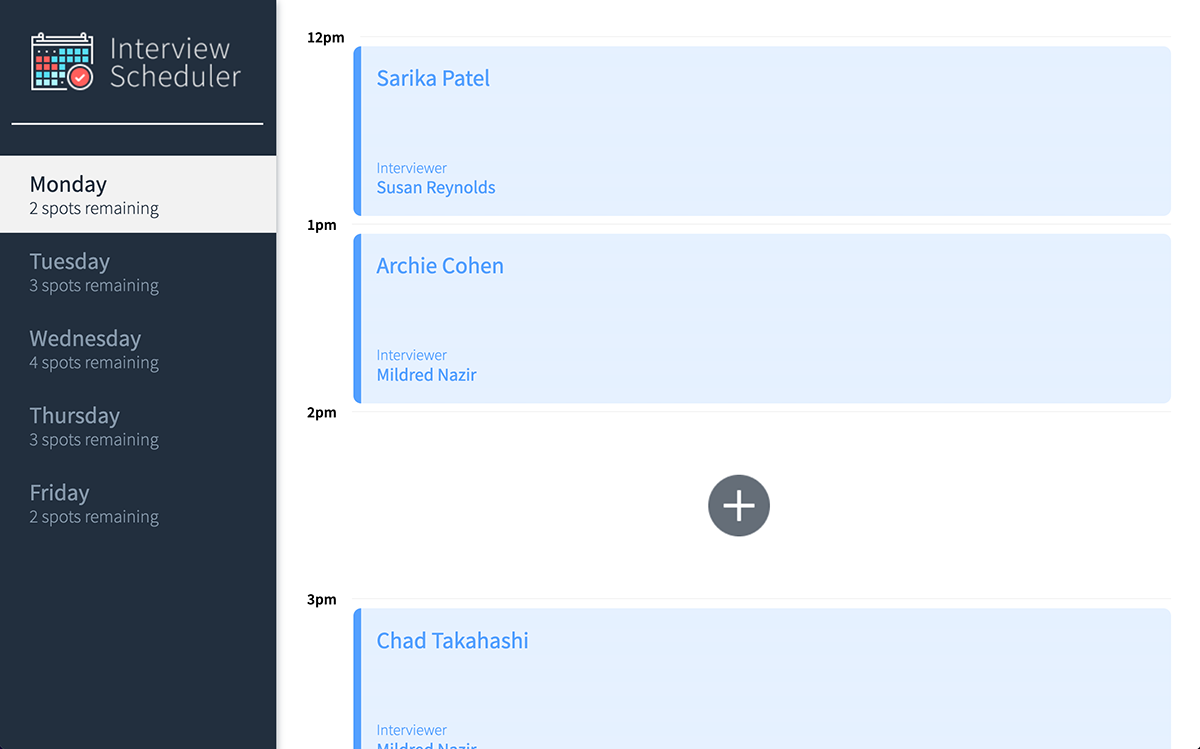 Interview
Scheduler
Monday
2 spots remaining
Tuesday
3 spots remaining
Wednesday
4 spots remaining
Thursday
3 spots remaining
Friday
2 spots remaining
12pm
Sarika Patel
Interviewer
Susan Reynolds
1pm
Archie Cohen
Interviewer
Mildred Nazir
2pm
3pm
Chad Takahashi
Interviewer
Mildred Nazir